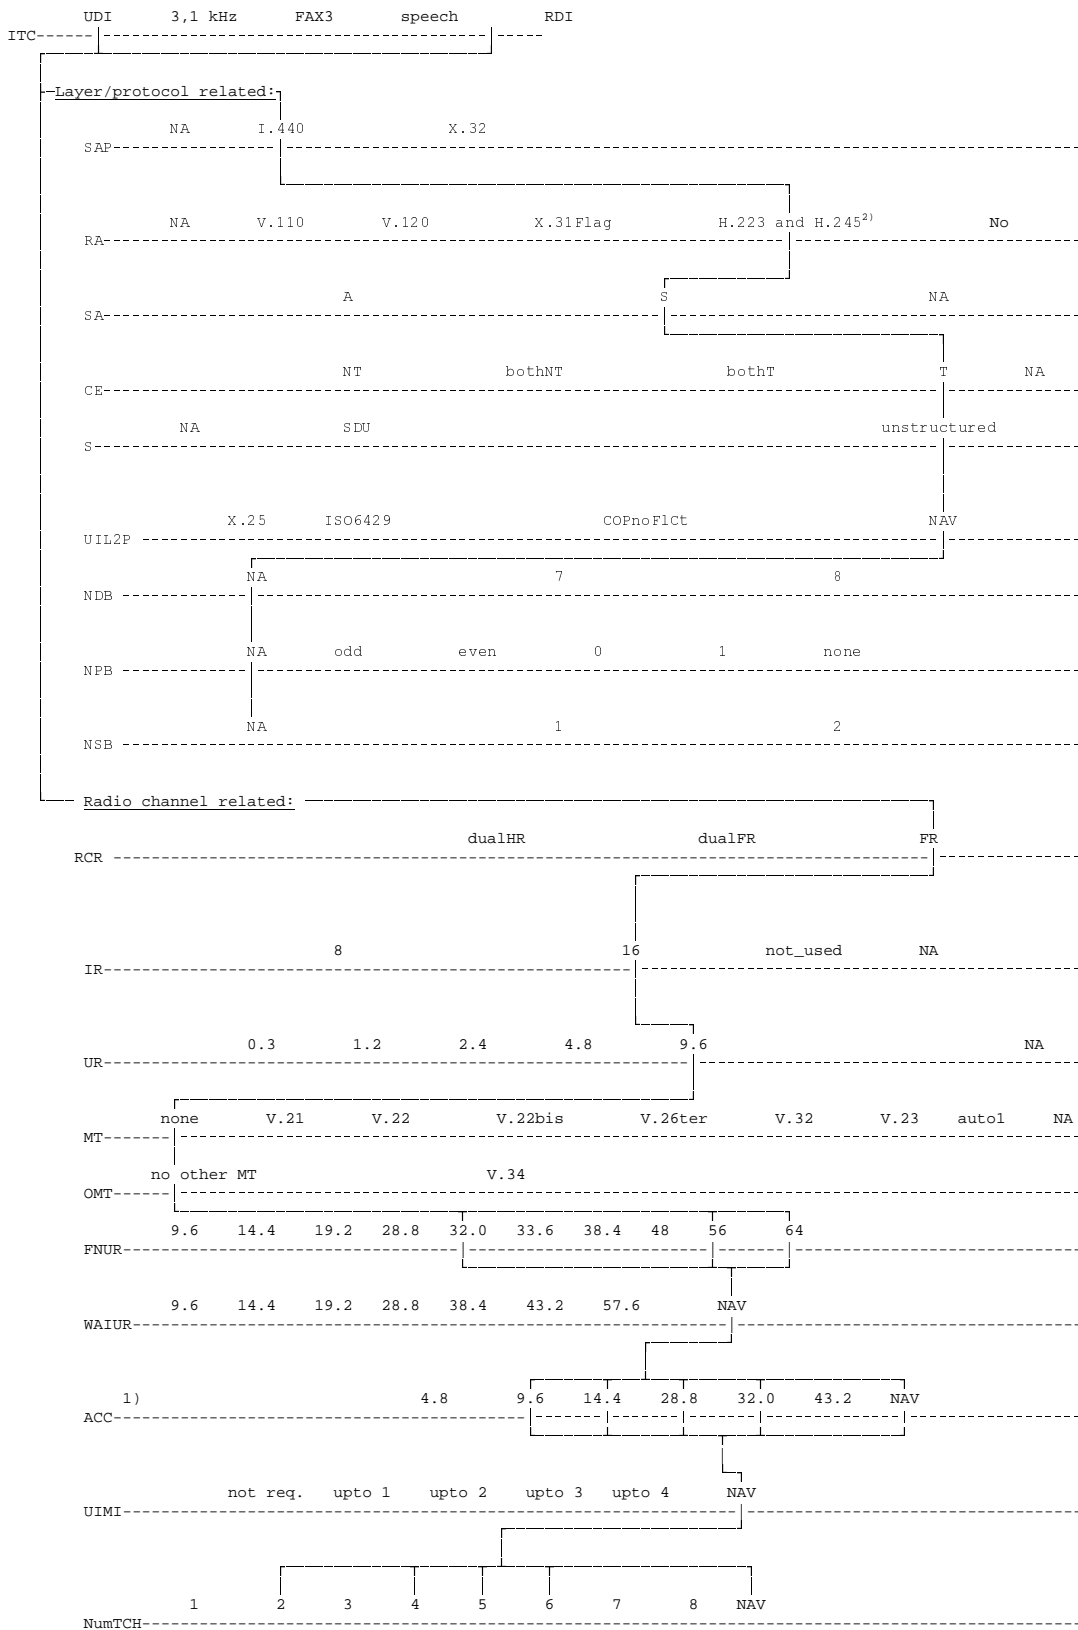 UDI 3,1 kHz FAX3 speech RDI
ITC
Layer/protocol related:
NA I.440 X.32
SAP
NA V.110 V.120 X.31Flag H.223 and H.245²⁾ No
RA
A S NA
SA
NT bothNT bothT T NA
CE
NA SDU unstructured
S
X.25 ISO6429 COPnoFlCt NAV
UIL2P
NA 7 8
NDB
NA odd even 0 1 none
NPB
NA 1 2
NSB
Radio channel related:
dualHR dualFR FR
RCR
8 16 not_used NA
IR
0.3 1.2 2.4 4.8 9.6 NA
UR
none V.21 V.22 V.22bis V.26ter V.32 V.23 auto1 NA
MT
no other MT V.34
OMT
9.6 14.4 19.2 28.8 32.0 33.6 38.4 48 56 64
FNUR
9.6 14.4 19.2 28.8 38.4 43.2 57.6 NAV
WAIUR
1) 4.8 9.6 14.4 28.8 32.0 43.2 NAV
ACC
not req. upto 1 upto 2 upto 3 upto 4 NAV
UIMI
1 2 3 4 5 6 7 8 NAV
NumTCH